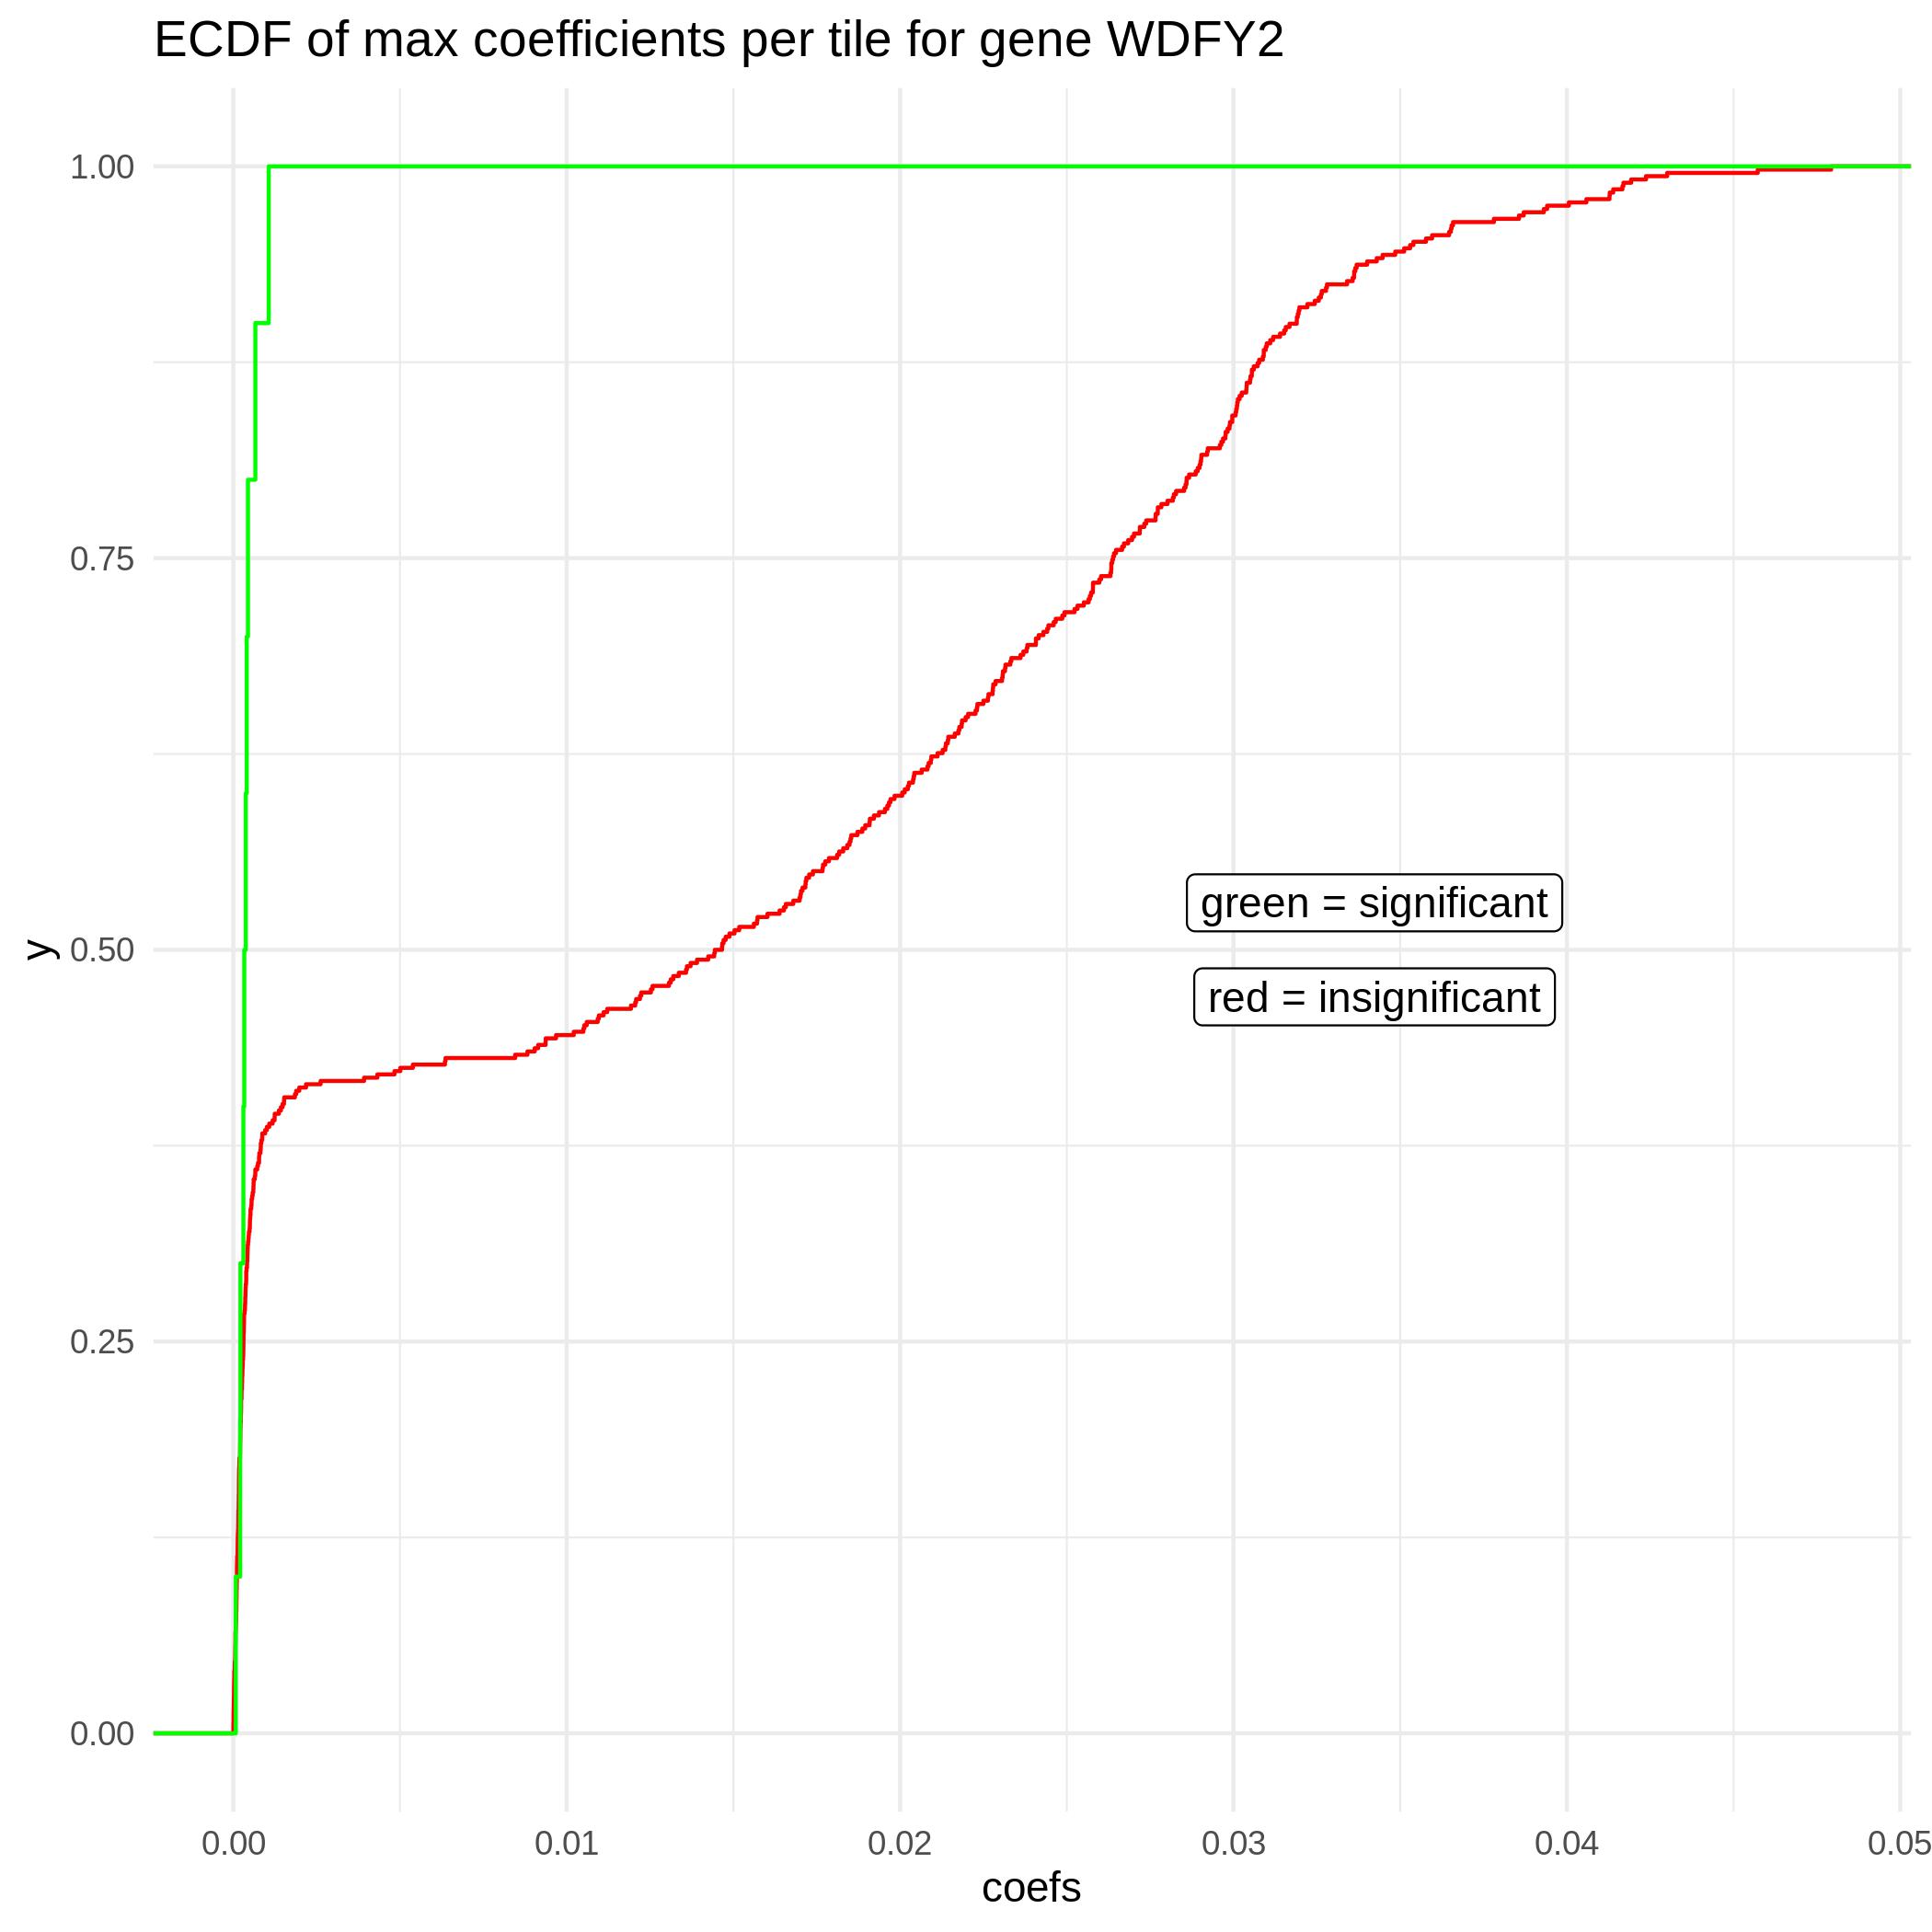 ECDF of max coefficients per tile for gene WDFY2
1.00
0.75
0.50
0.25
0.00
y
green = significant
red = insignificant
0.00 0.01 0.02 0.03 0.04 0.05
coefs